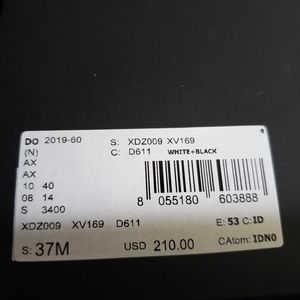 DO 2019-60 S: XDZ009 XV169
(N) C: D611 WHITE+BLACK
AX
AX
10 40
08 14
S 3400
8 055180 603888
XDZ009 XV169 D611 E: 53 C:ID
S: 37M USD 210.00 CAtom: IDN0